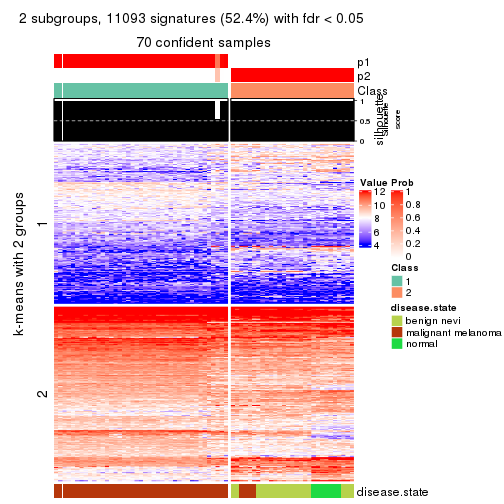 2 subgroups, 11093 signatures (52.4%) with fdr < 0.05
70 confident samples
p1
p2
Class
silhouette
Silhouette
score
1
0.5
0
k-means with 2 groups
1
2
Value
12
10
8
6
4
Prob
1
0.8
0.6
0.4
0.2
0
Class
1
2
disease.state
benign nevi
malignant melanoma
normal
disease.state